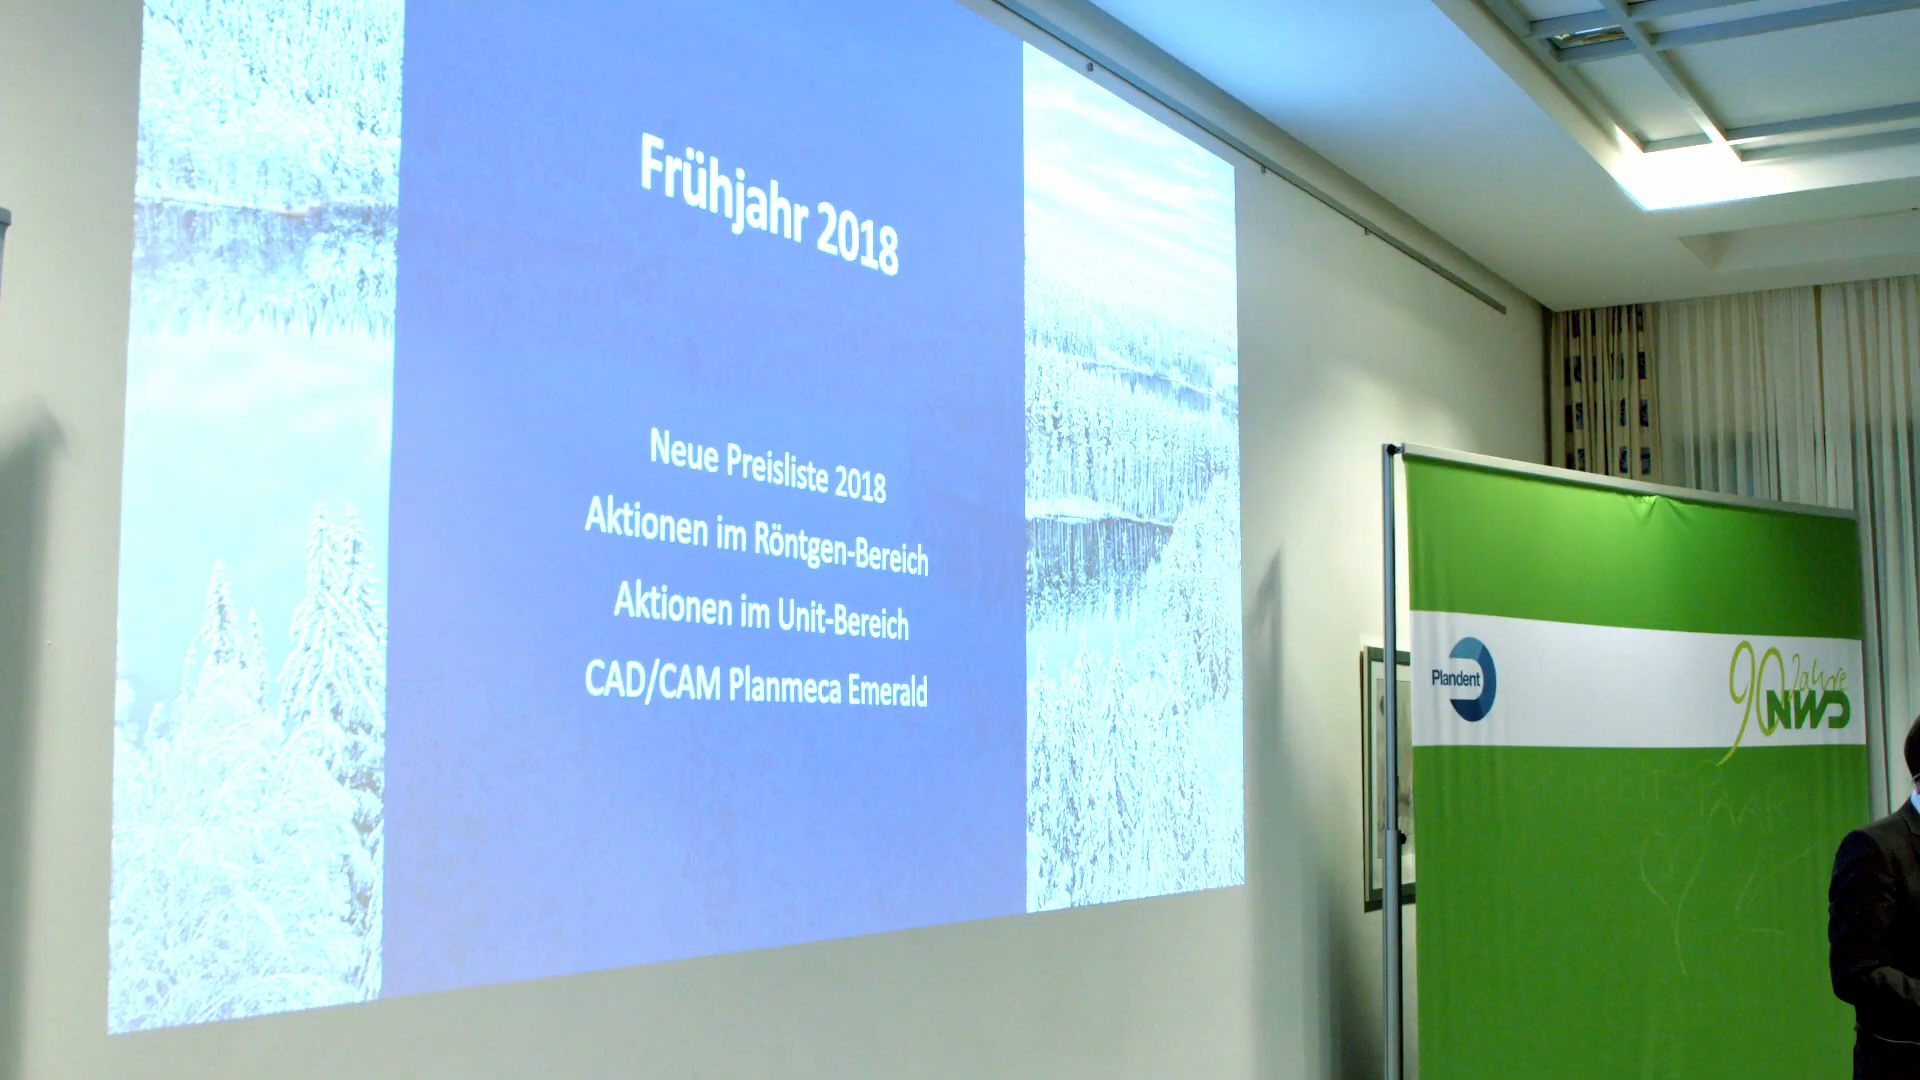 Frühjahr 2018
Neue Preisliste 2018
Aktionen im Röntgen-Bereich
Aktionen im Unit-Bereich
CAD/CAM Planmeca Emerald
Plandent
90 Jahre
NWD